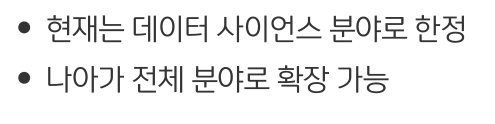 • 현재는 데이터 사이언스 분야로 한정
• 나아가 전체 분야로 확장 가능